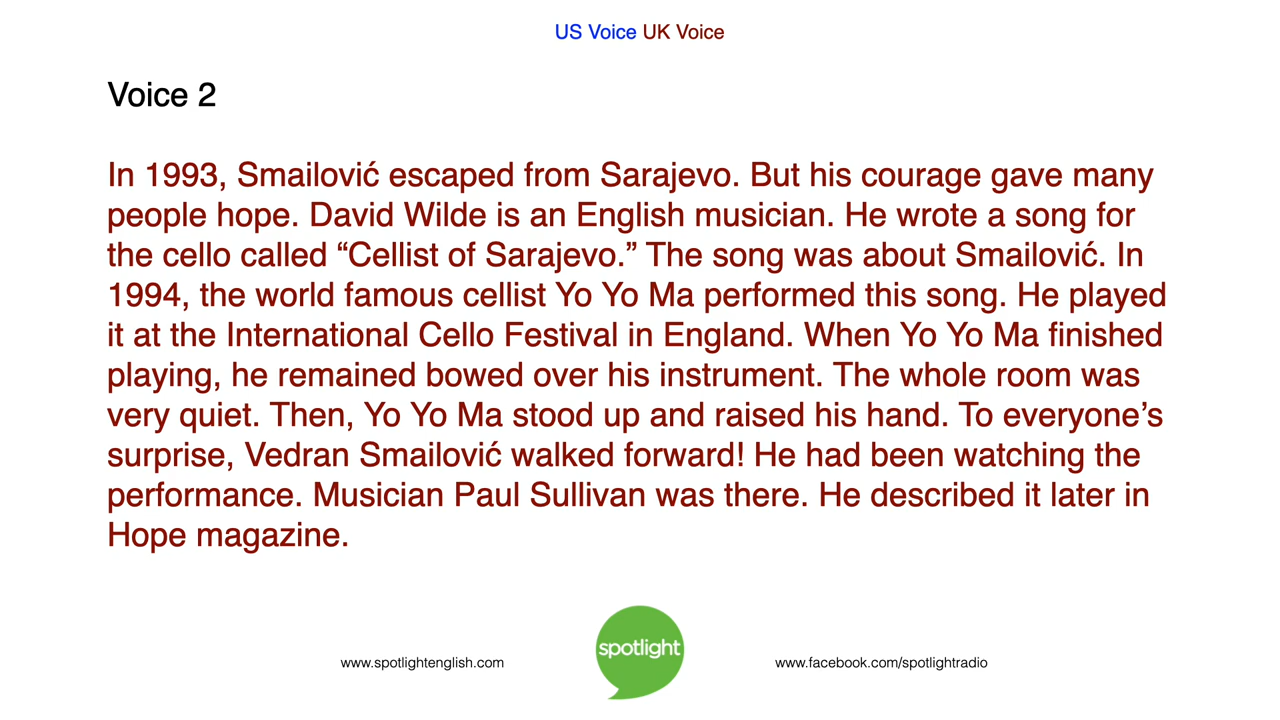 US Voice UK Voice
Voice 2
In 1993, Smailović escaped from Sarajevo. But his courage gave many
people hope. David Wilde is an English musician. He wrote a song for
the cello called “Cellist of Sarajevo.” The song was about Smailović. In
1994, the world famous cellist Yo Yo Ma performed this song. He played
it at the International Cello Festival in England. When Yo Yo Ma finished
playing, he remained bowed over his instrument. The whole room was
very quiet. Then, Yo Yo Ma stood up and raised his hand. To everyone’s
surprise, Vedran Smailović walked forward! He had been watching the
performance. Musician Paul Sullivan was there. He described it later in
Hope magazine.
www.spotlightenglish.com
spotlight
www.facebook.com/spotlightradio